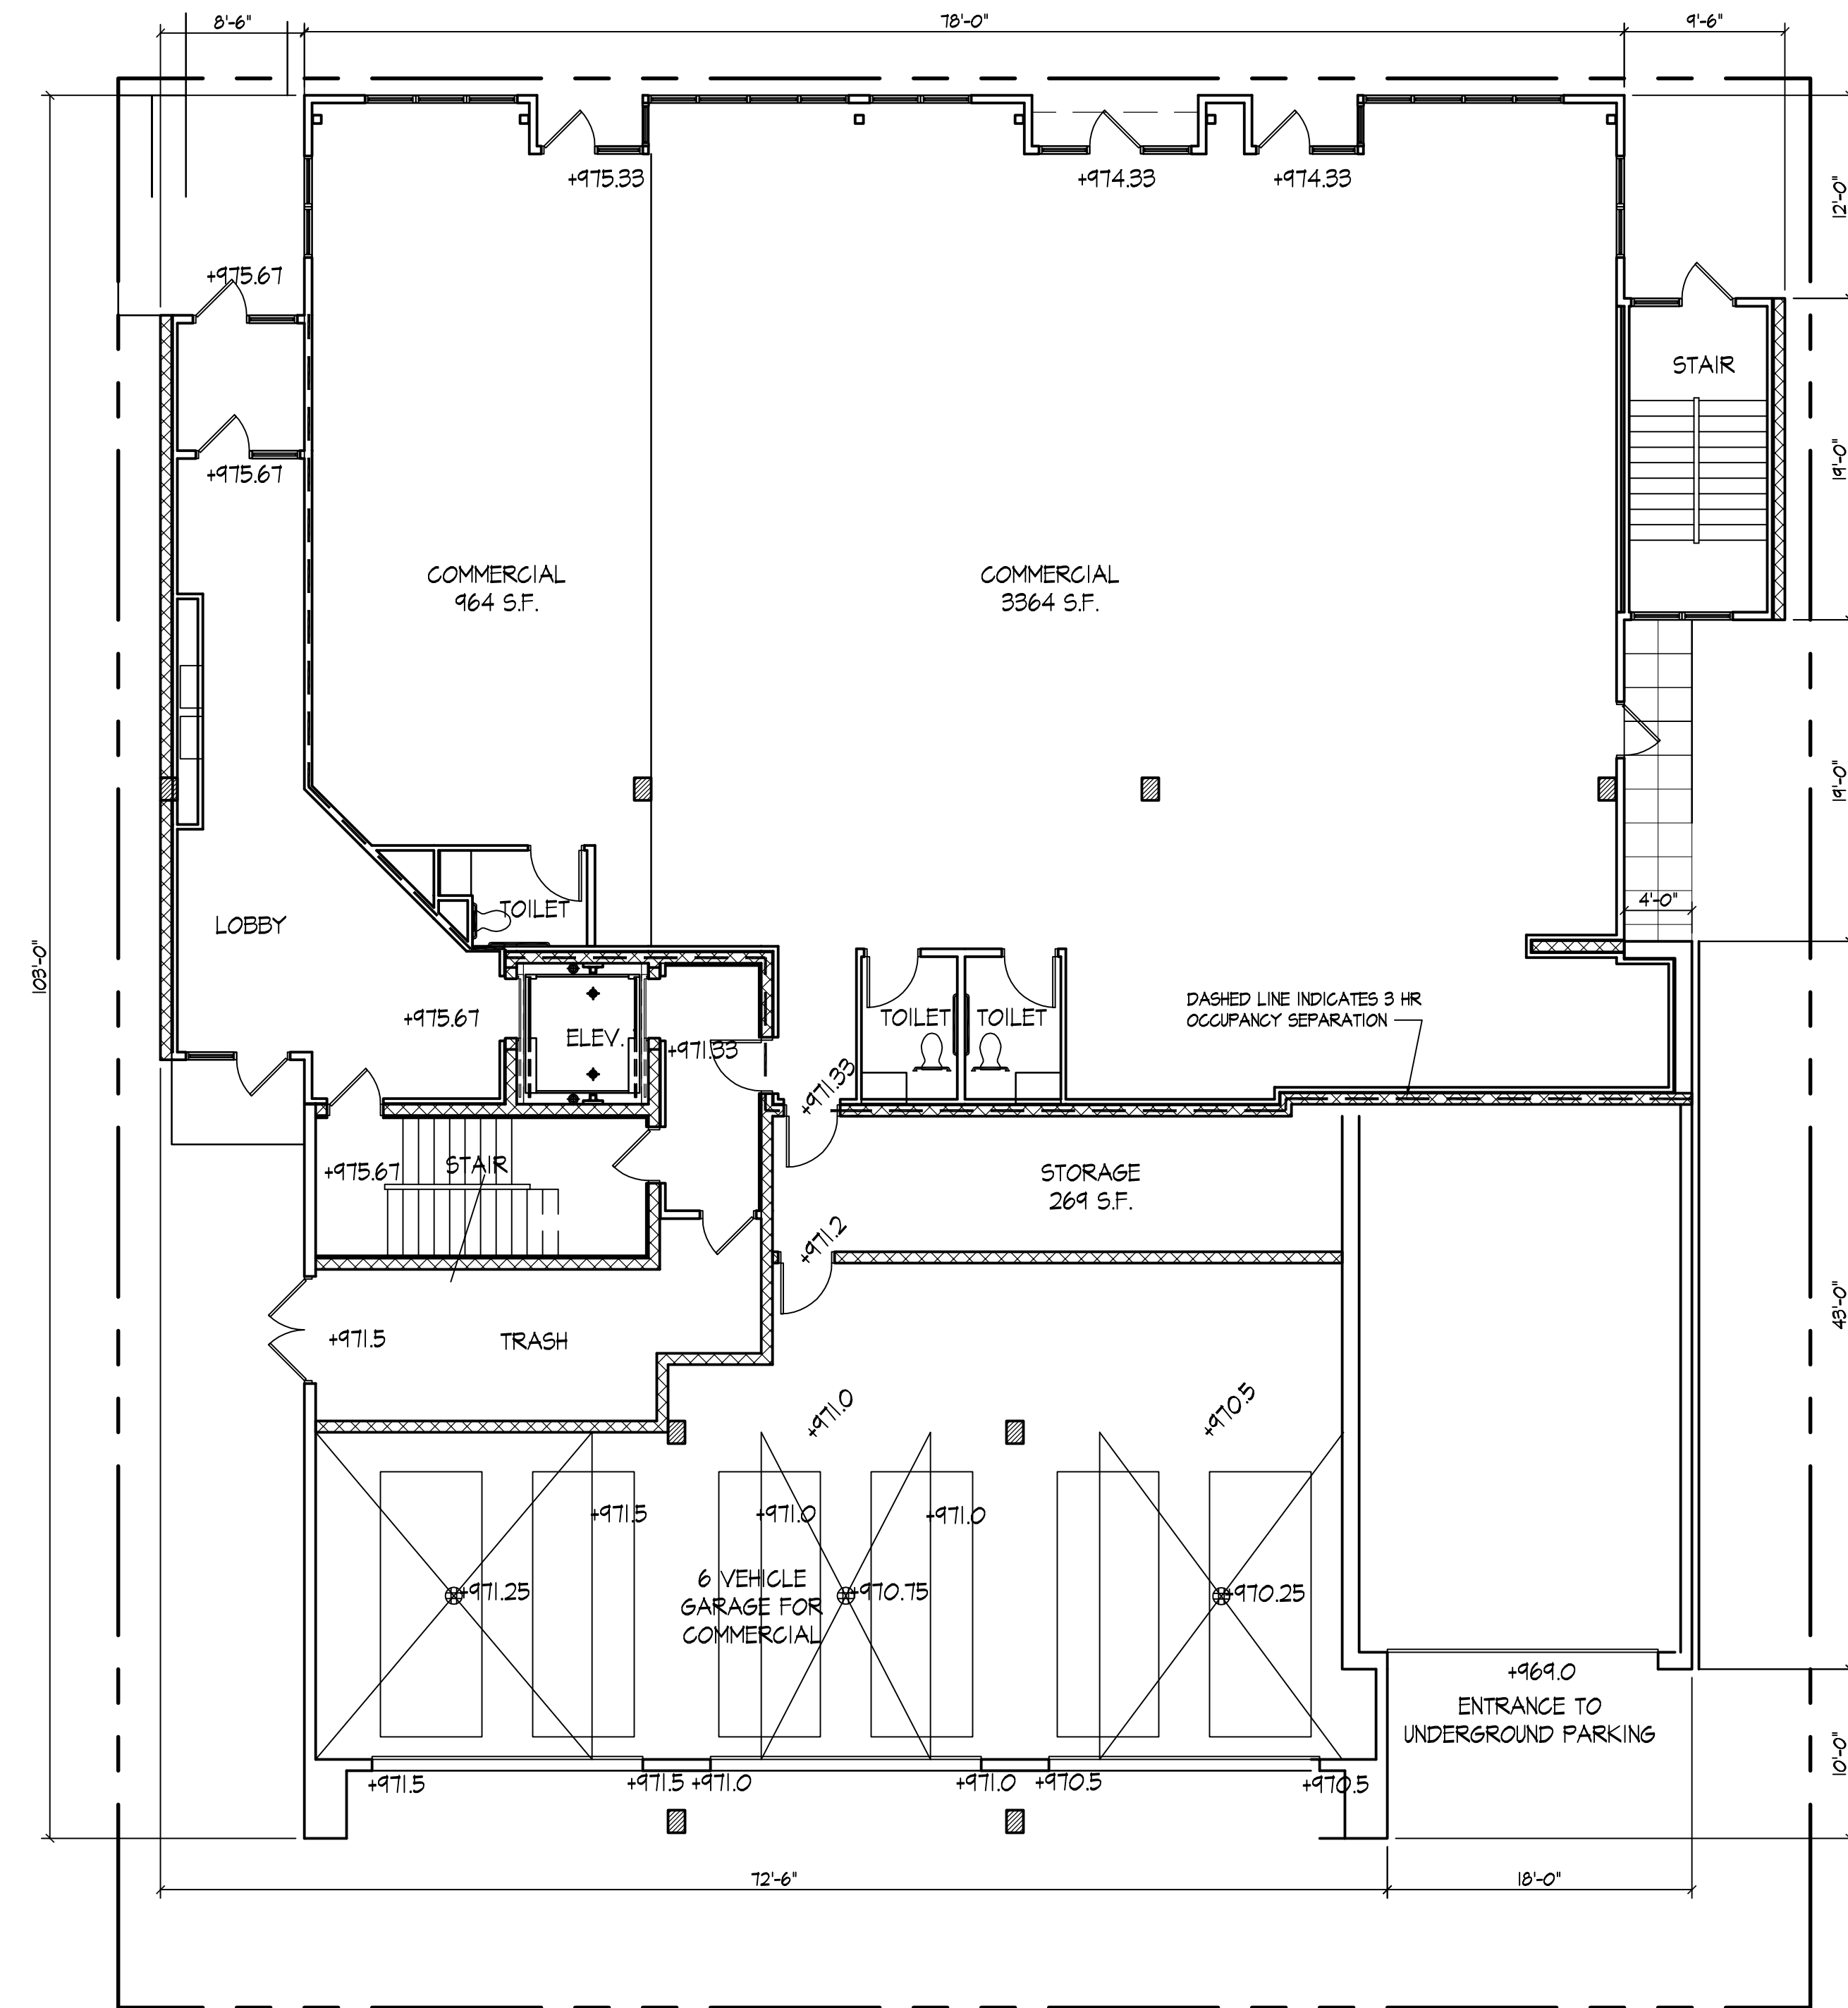 8'-6"
78'-0"
9'-6"
+975.33
+974.33
+974.33
12'-0"
+975.67
STAIR
+975.67
19'-0"
COMMERCIAL
964 S.F.
COMMERCIAL
3364 S.F.
19'-0"
4'-0"
TOILET
LOBBY
103'-0"
DASHED LINE INDICATES 3 HR
OCCUPANCY SEPARATION
+975.67
ELEV.
TOILET
TOILET
+971.33
+971.33
+975.67
STAIR
STORAGE
269 S.F.
+971.2
43'-0"
+971.5
TRASH
+971.0
+970.5
+971.5
+971.0
+971.0
+971.25
6 VEHICLE
GARAGE FOR
COMMERCIAL
+970.75
+970.25
+969.0
ENTRANCE TO
UNDERGROUND PARKING
10'-0"
+971.5
+971.5
+971.0
+971.0
+970.5
+970.5
72'-6"
18'-0"